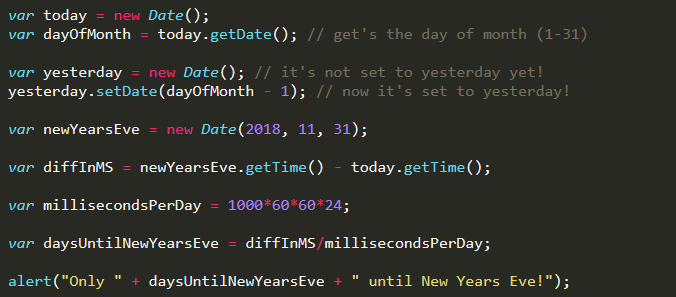 var today = new Date();
var dayOfMonth = today.getDate(); // get's the day of month (1-31)
var yesterday = new Date(); // it's not set to yesterday yet!
yesterday.setDate(dayOfMonth - 1); // now it's set to yesterday!
var newYearsEve = new Date(2018, 11, 31);
var diffInMS = newYearsEve.getTime() - today.getTime();
var millisecondsPerDay = 1000*60*60*24;
var daysUntilNewYearsEve = diffInMS/millisecondsPerDay;
alert("Only " + daysUntilNewYearsEve + " until New Years Eve!");